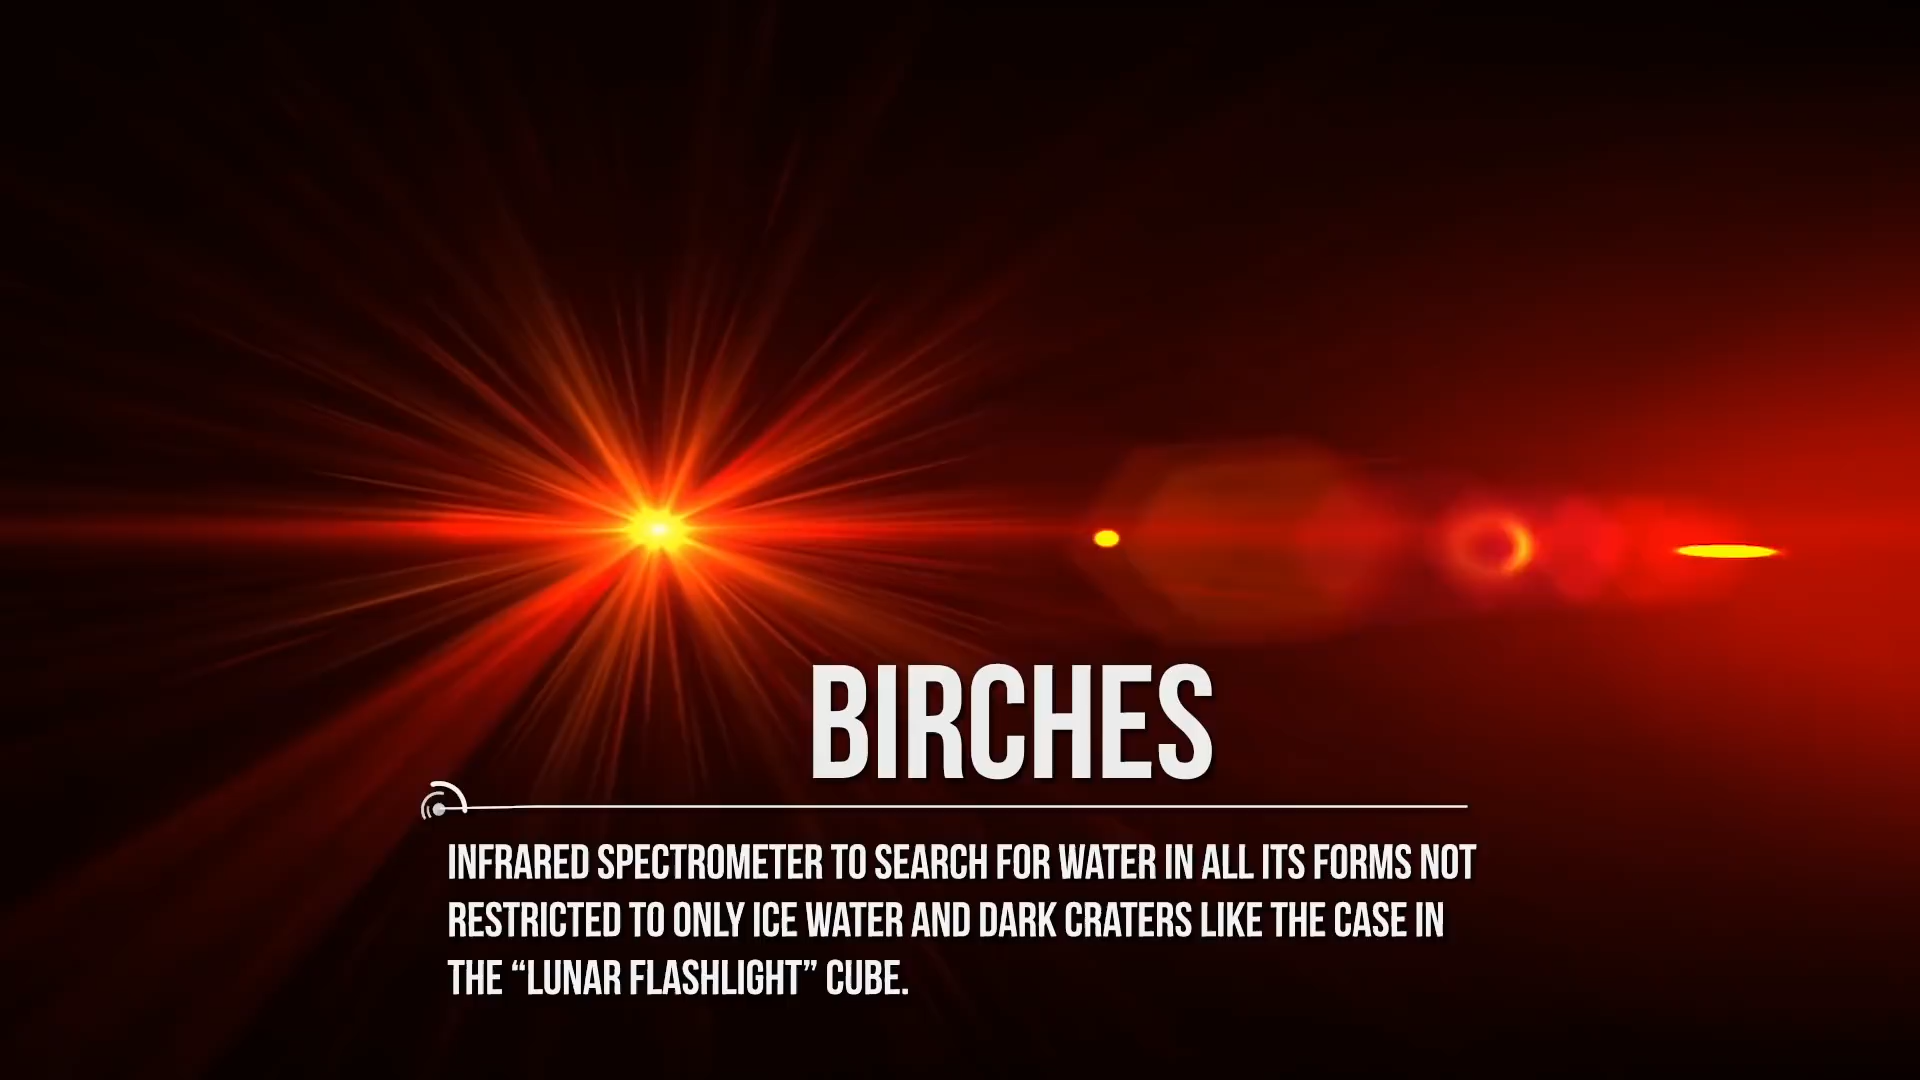 BIRCHES
INFRARED SPECTROMETER TO SEARCH FOR WATER IN ALL ITS FORMS NOT
RESTRICTED TO ONLY ICE WATER AND DARK CRATERS LIKE THE CASE IN
THE “LUNAR FLASHLIGHT” CUBE.